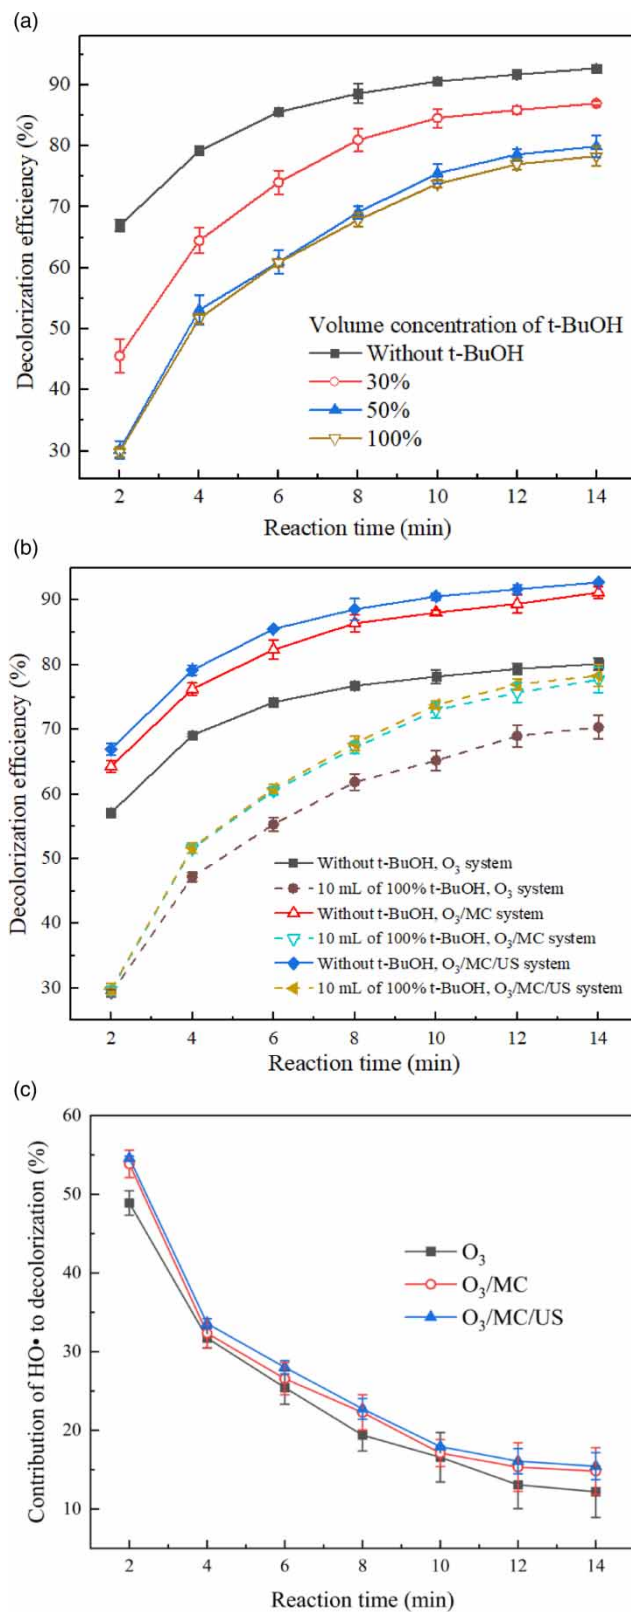 (a)
Decolorization efficiency (%)
90
80
70
60
50
40
30
Volume concentration of t-BuOH
Without t-BuOH
30%
50%
100%
2 4 6 8 10 12 14
Reaction time (min)
(b)
Decolorization efficiency (%)
90
80
70
60
50
40
30
Without t-BuOH, O₃ system
10 mL of 100% t-BuOH, O₃ system
Without t-BuOH, O₃/MC system
10 mL of 100% t-BuOH, O₃/MC system
Without t-BuOH, O₃/MC/US system
10 mL of 100% t-BuOH, O₃/MC/US system
2 4 6 8 10 12 14
Reaction time (min)
(c)
Contribution of HO• to decolorization (%)
60
50
40
30
20
10
O₃
O₃/MC
O₃/MC/US
2 4 6 8 10 12 14
Reaction time (min)